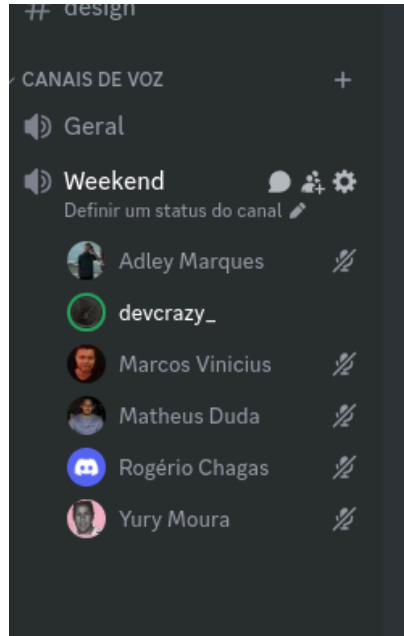 # design
CANAIS DE VOZ
Geral
Weekend
Definir um status do canal
Adley Marques
devcrazy_
Marcos Vinicius
Matheus Duda
Rogério Chagas
Yury Moura